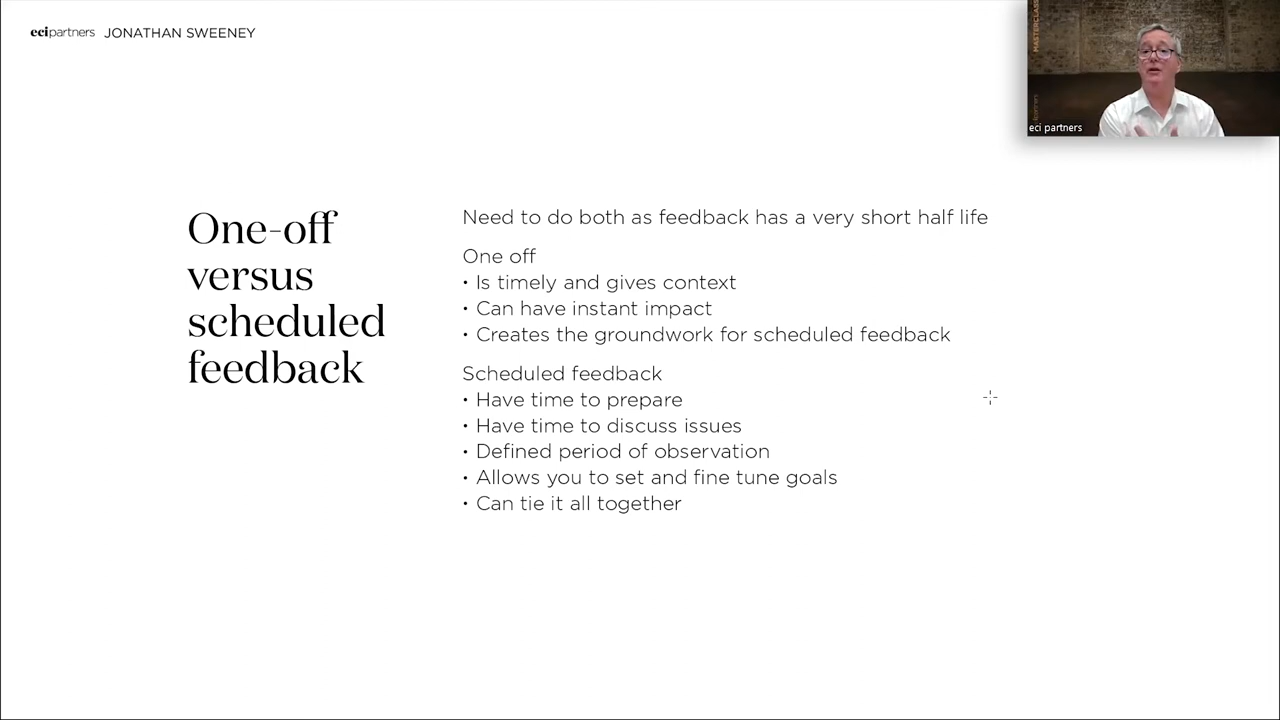 ecipartners JONATHAN SWEENEY
MASTERCLASS
eci partners
One-off
versus
scheduled
feedback
Need to do both as feedback has a very short half life
One off
• Is timely and gives context
• Can have instant impact
• Creates the groundwork for scheduled feedback
Scheduled feedback
• Have time to prepare
• Have time to discuss issues
• Defined period of observation
• Allows you to set and fine tune goals
• Can tie it all together